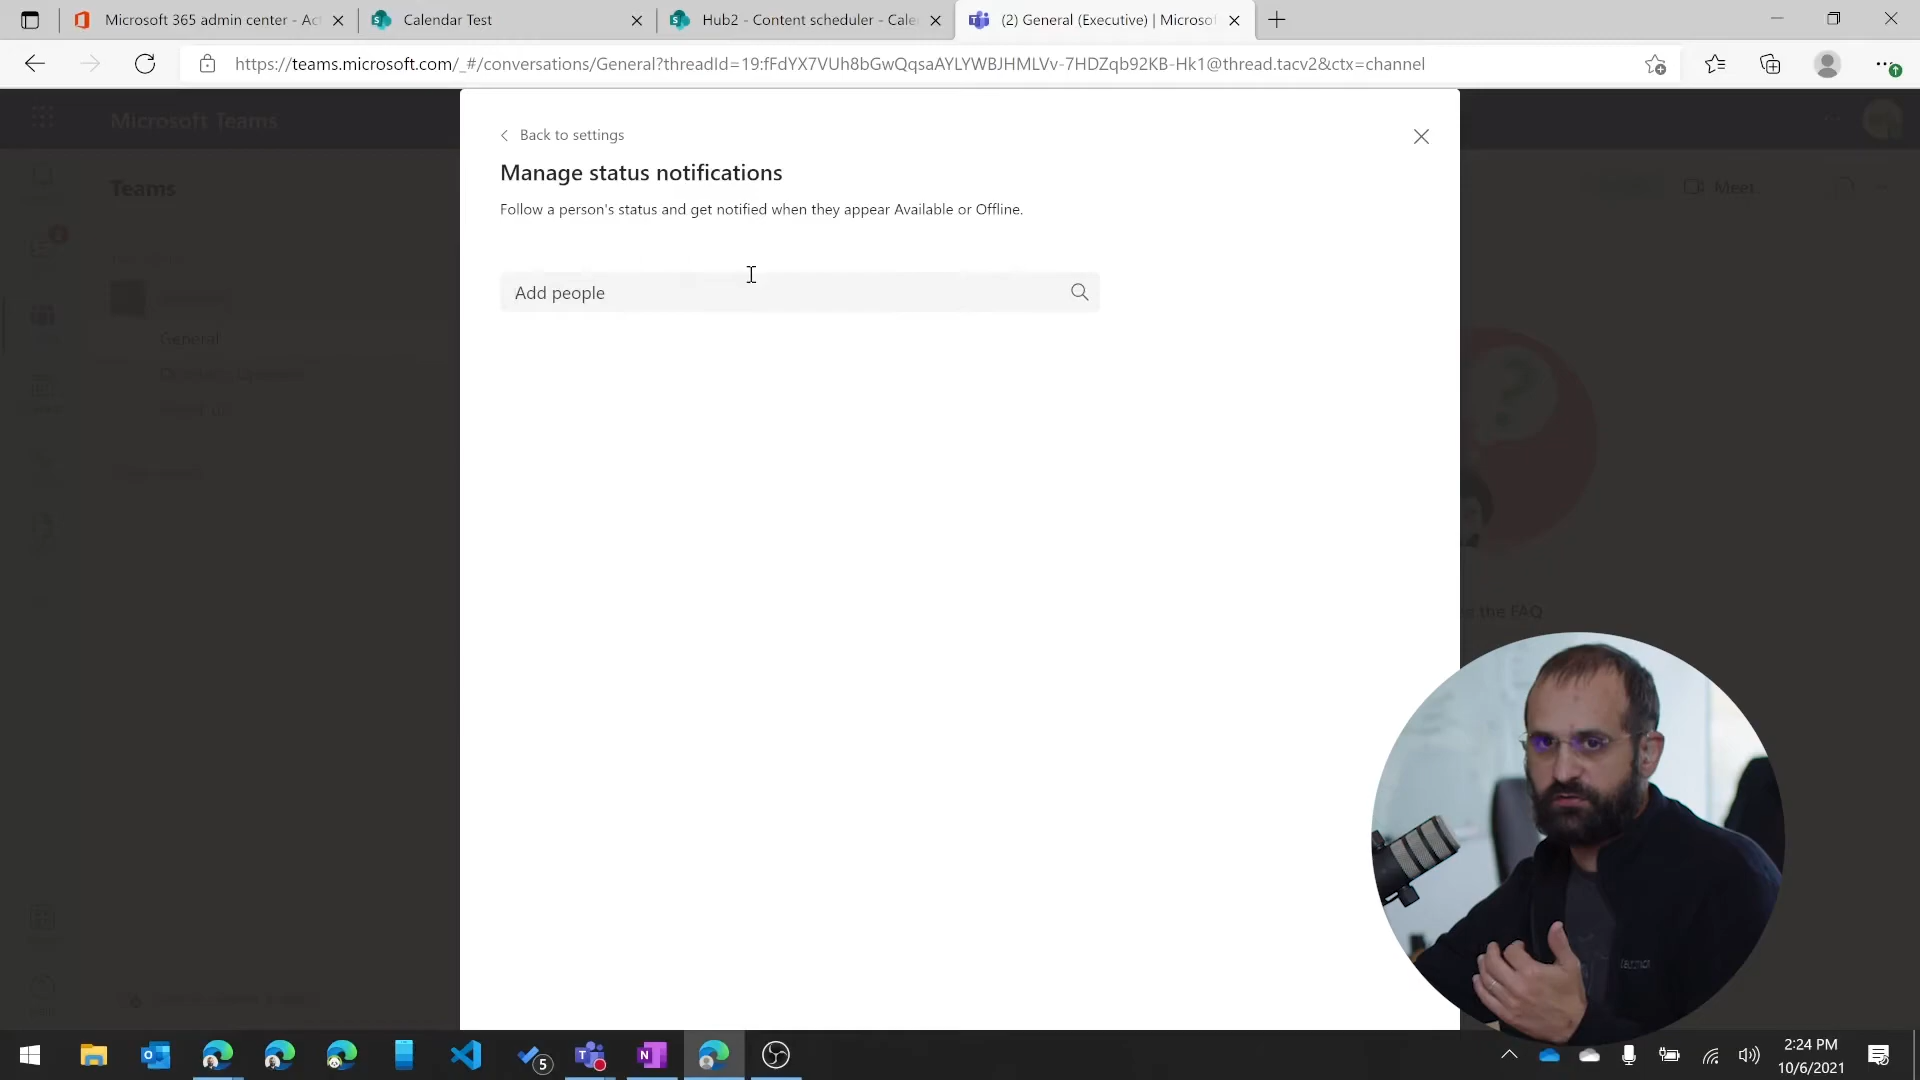 Microsoft 365 admin center - Ac
Calendar Test
Hub2 - Content scheduler - Cale
(2) General (Executive) | Microsof
https://teams.microsoft.com/_#/conversations/General?threadId=19:fFdYX7VUh8bGwQqsaAYLYWBJHMLVv-7HDZqb92KB-Hk1@thread.tacv2&ctx=channel
Microsoft Teams
Back to settings
Manage status notifications
Teams
Meet
Follow a person's status and get notified when they appear Available or Offline.
Add people
General
the FAQ
5
2:24 PM
10/6/2021